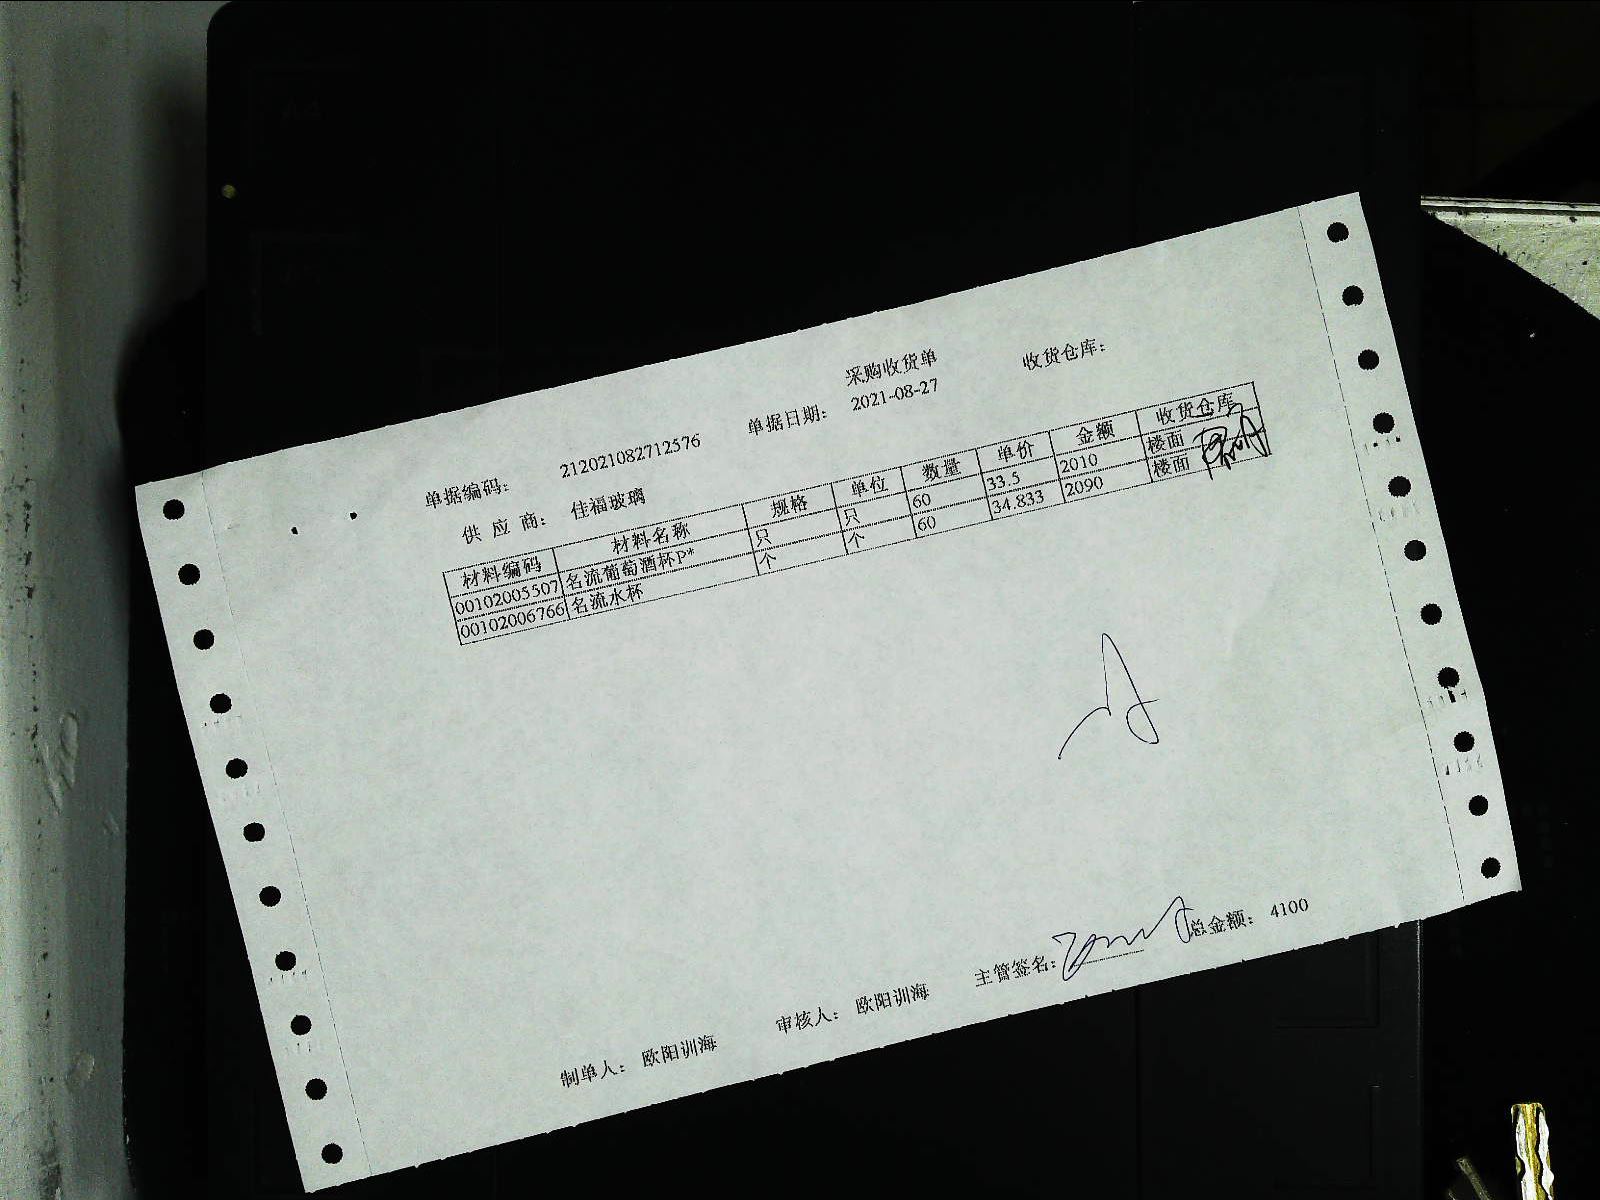 采购收货单
单据编码: 212021082712576 单据日期: 2021-08-27 收货仓库:
供 应 商: 佳福玻璃
材料编码 材料名称 规格 单位 数量 单价 金额 收货仓库
00102005507 名流葡萄酒杯P* 只 只 60 33.5 2010 楼面
00102006766 名流水杯 个 个 60 34.833 2090 楼面
制单人: 欧阳训海 审核人: 欧阳训海 主管签名: 总金额: 4100